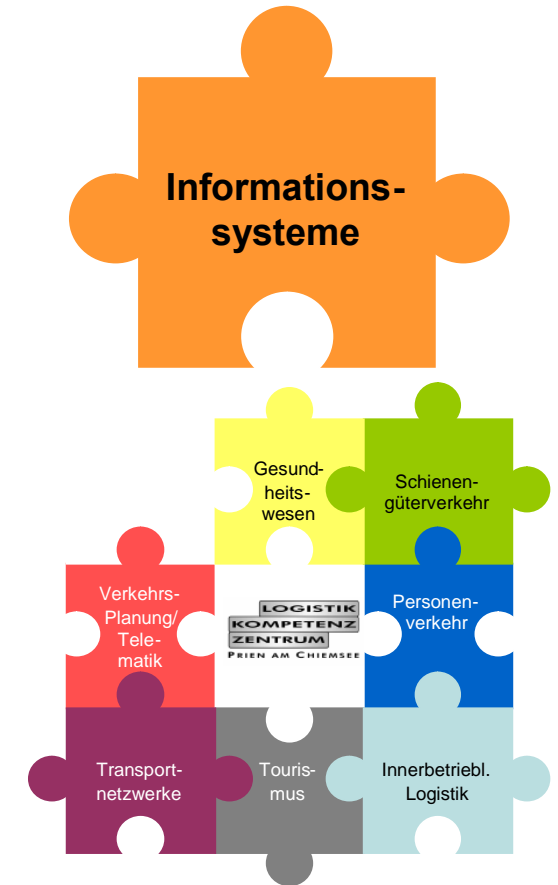 Informations-
systeme
Gesund-
heits-
wesen
Schienen-
güterverkehr
Verkehrs-
Planung/
Tele-
matik
LOGISTIK
KOMPETENZ
ZENTRUM
PRIEN AM CHIEMSEE
Personen-
verkehr
Transport-
netzwerke
Touris-
mus
Innerbetriebl.
Logistik